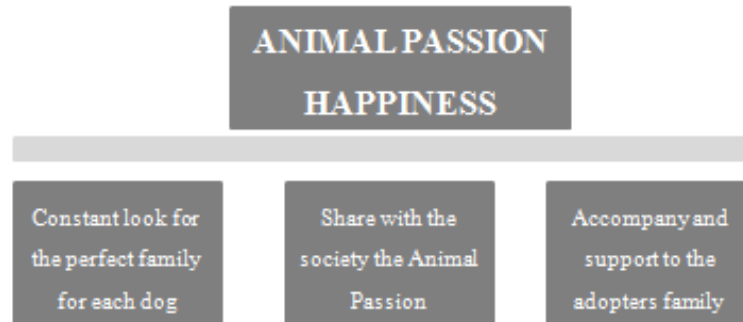 ANIMAL PASSION
HAPPINESS
Constant look for
the perfect family
for each dog
Share with the
society the Animal
Passion
Accompany and
support to the
adopters family